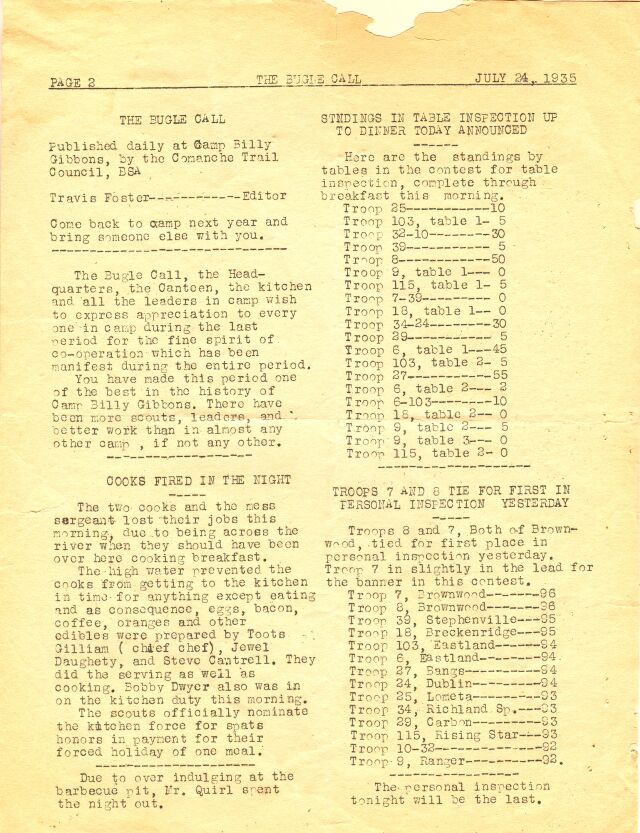 PAGE 2 THE BUGLE CALL JULY 24, 1935
THE BUGLE CALL
Published daily at Camp Billy
Gibbons, by the Comanche Trail
Council, BSA
Travis Foster-----------Editor
Come back to camp next year and
bring someone else with you.
-----------------------------
The Bugle Call, the Head-
quarters, the Canteen, the kitchen
and all the leaders in camp wish
to express appreciation to every
one in camp during the last
period for the fine spirit of
co-operation which has been
manifest during the entire period.
You have made this period one
of the best in the history of
Camp Billy Gibbons. There have
been more scouts, leaders, and
better work than in almost any
other camp , if not any other.
------------------
COOKS FIRED IN THE NIGHT
-----
The two cooks and the mess
sergeant lost their jobs this
morning, due to being across the
river when they should have been
over here cooking breakfast.
The high water prevented the
cooks from getting to the kitchen
in time for anything except eating
and as consequence, eggs, bacon,
coffee, oranges and other
edibles were prepared by Toots
Gilliam ( chief chef), Jewel
Daughety, and Steve Cantrell. They
did the serving as well as
cooking. Bobby Dwyer also was in
on the kitchen duty this morning.
The scouts officially nominate
the kitchen force for spats
honors in payment for their
forced holiday of one meal.
-------------------
Due to over indulging at the
barbecue pit, Mr. Quirl spent
the night out.
STNDINGS IN TABLE INSPECTION UP
TO DINNER TODAY ANNOUNCED
------
Here are the standings by
tables in the contest for table
inspection, complete through
breakfast this morning.
Troop 25-----------10
Troop 103, table 1- 5
Troop 32-10--------30
Troop 39---------- 5
Troop 8-----------50
Troop 9, table 1--- 0
Troop 115, table 1- 5
Troop 7-39--------- 0
Troop 18, table 1-- 0
Troop 34-24--------30
Troop 29---------- 5
Troop 6, table 1---45
Troop 103, table 2- 5
Troop 27----------55
Troop 6, table 2--- 2
Troop 6-103--------10
Troop 18, table 2-- 0
Troop 9, table 2--- 5
Troop 9, table 3--- 0
Troop 115, table 2- 0
------------------
TROOPS 7 AND 8 TIE FOR FIRST IN
PERSONAL INSPECTION YESTERDAY
-----
Troops 8 and 7, Both of Brown-
wood, tied for first place in
personal inspection yesterday.
Troop 7 in slightly in the lead for
the banner in this contest.
Troop 7, Brownwood-------96
Troop 8, Brownwood-------96
Troop 39, Stephenville---95
Troop 18, Breckenridge---95
Troop 103, Eastland------94
Troop 6, Eastland--------94
Troop 27, Bangs----------94
Troop 24, Dublin---------94
Troop 25, Lometa---------93
Troop 34, Richland Sp.---93
Troop 29, Carbon---------93
Troop 115, Rising Star---93
Troop 10-32--------------92
Troop 9, Ranger----------92.
---------------
The personal inspection
tonight will be the last.